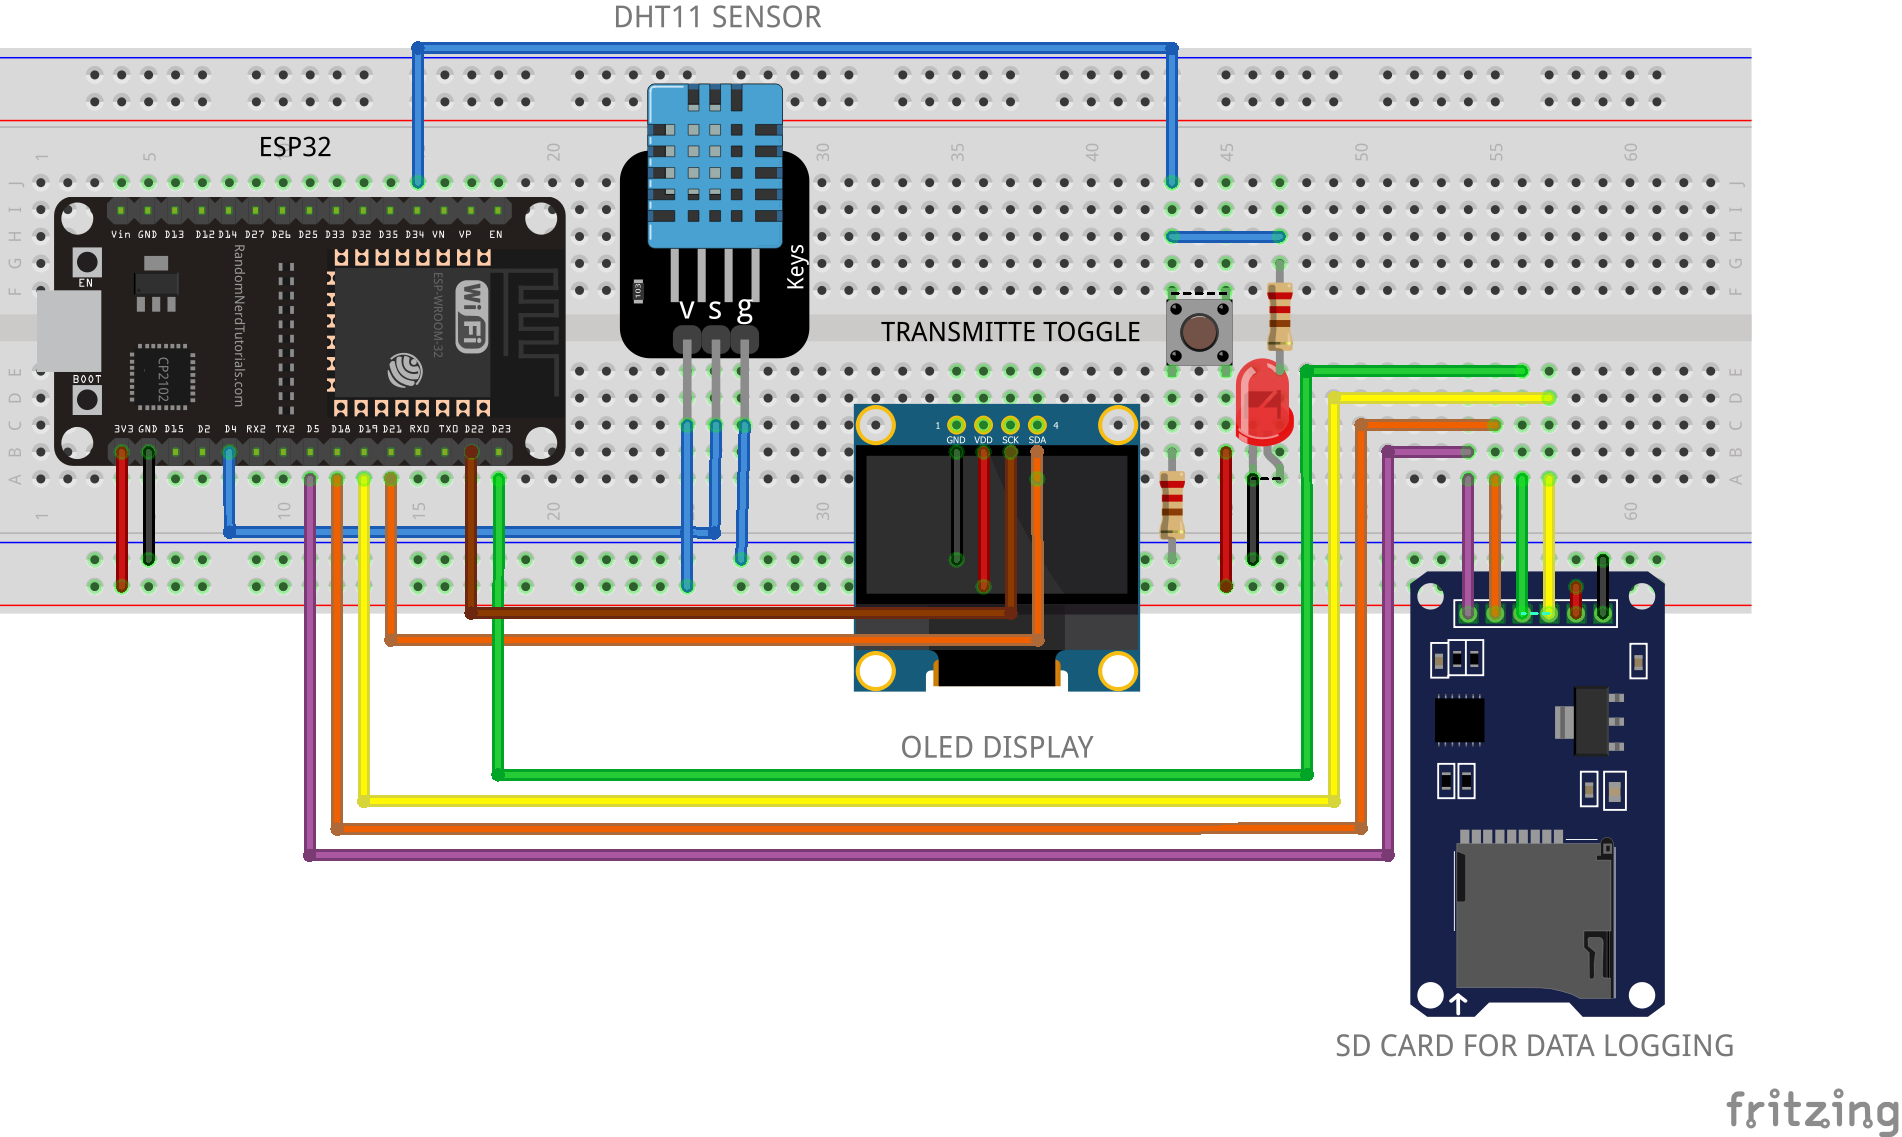 DHT11 SENSOR
ESP32
1 5 20 30 35 40 45 50 55 60
J J
I I
H H
G G
F F
Vin GND D13 D12 D14 D27 D26 D25 D33 D32 D35 D34 VN VP EN
EN
RandomNerdTutorials.com
ESP-WROOM-32
WiFi
CP2102
BOOT
3V3 GND D15 D2 D4 RX2 TX2 D5 D18 D19 D21 RX0 TX0 D22 D23
Keys
103
v s g
TRANSMITTE TOGGLE
E E
D D
C C
B B
A A
1 GND VDD SCK SDA 4
1 10 15 20 30 60
OLED DISPLAY
SD CARD FOR DATA LOGGING
fritzing